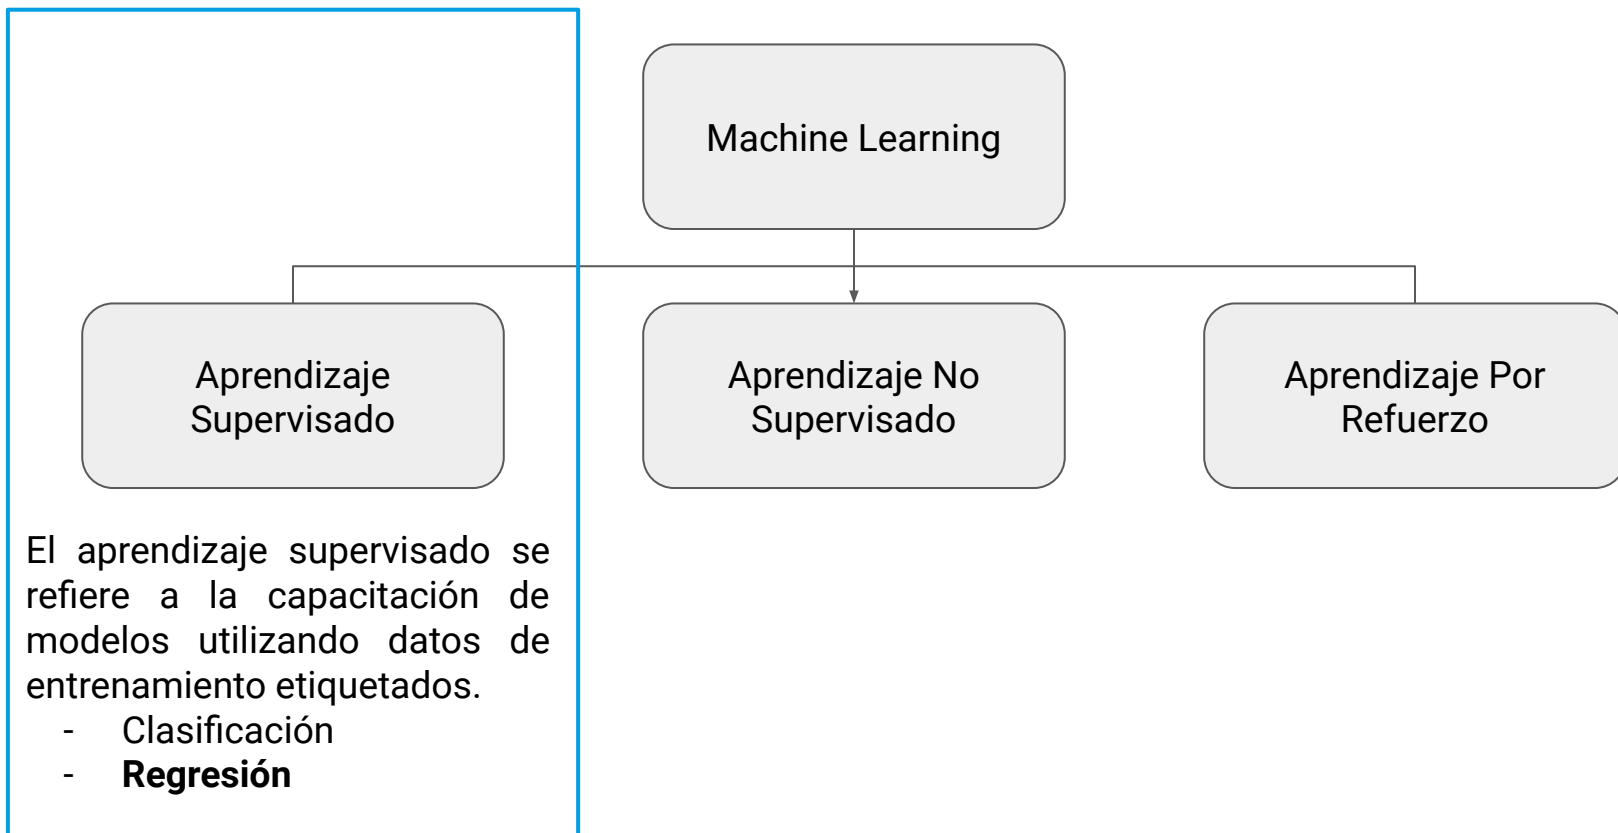 Machine Learning
Aprendizaje
Supervisado
Aprendizaje No
Supervisado
Aprendizaje Por
Refuerzo
El aprendizaje supervisado se
refiere a la capacitación de
modelos utilizando datos de
entrenamiento etiquetados.
- Clasificación
- Regresión